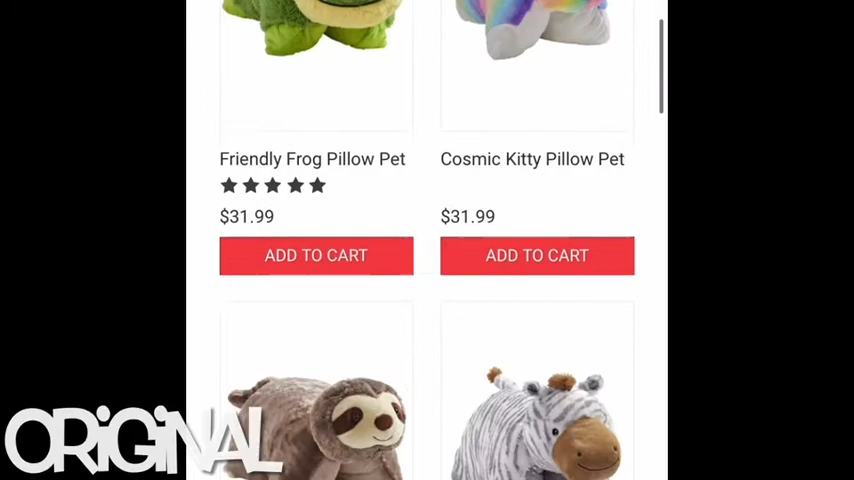 Friendly Frog Pillow Pet
$31.99
ADD TO CART
Cosmic Kitty Pillow Pet
$31.99
ADD TO CART
ORiGiNAL